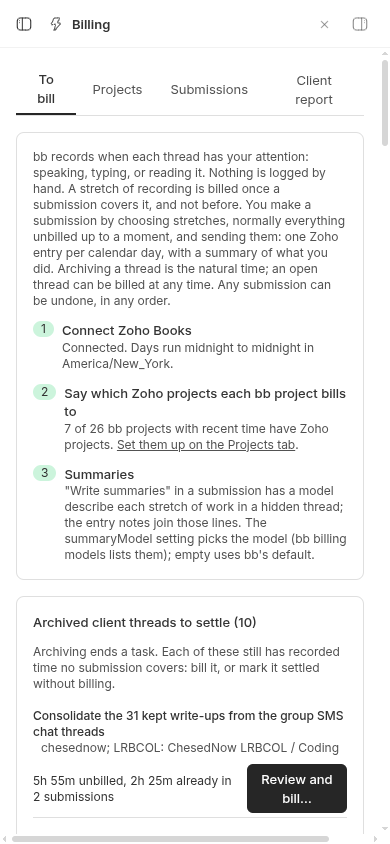 Billing
To bill
Projects
Submissions
Client report
bb records when each thread has your attention:
speaking, typing, or reading it. Nothing is logged by
hand. A stretch of recording is billed once a
submission covers it, and not before. You make a
submission by choosing stretches, normally everything
unbilled up to a moment, and sending them: one Zoho
entry per calendar day, with a summary of what you
did. Archiving a thread is the natural time; an open
thread can be billed at any time. Any submission can
be undone, in any order.
1 Connect Zoho Books
Connected. Days run midnight to midnight in
America/New_York.
2 Say which Zoho projects each bb project bills
to
7 of 26 bb projects with recent time have Zoho
projects. Set them up on the Projects tab.
3 Summaries
"Write summaries" in a submission has a model
describe each stretch of work in a hidden thread;
the entry notes join those lines. The
summaryModel setting picks the model (bb billing
models lists them); empty uses bb's default.
Archived client threads to settle (10)
Archiving ends a task. Each of these still has recorded
time no submission covers: bill it, or mark it settled
without billing.
Consolidate the 31 kept write-ups from the group SMS
chat threads
chesednow; LRBCOL: ChesedNow LRBCOL / Coding
5h 55m unbilled, 2h 25m already in
2 submissions
Review and
bill...